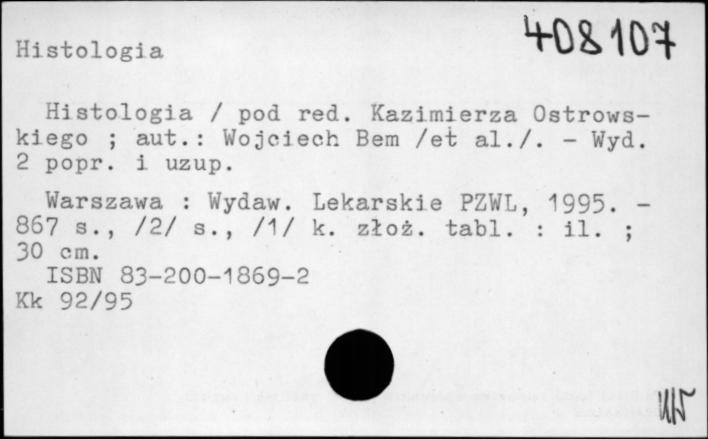 408107
Histologia
Histologia / pod red. Kazimierza Ostrows-
kiego ; aut.: Wojciech Bem /et al./. - Wyd.
2 popr. i uzup.
Warszawa : Wydaw. Lekarskie PZWL, 1995. -
867 s., /2/ s., /1/ k. złoż. tabl. : il. ;
30 cm.
ISBN 83-200-1869-2
Kk 92/95